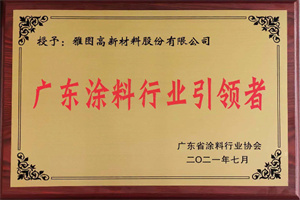 授予：雅图高新材料股份有限公司
广东涂料行业引领者
广东省涂料行业协会
二〇二一年七月